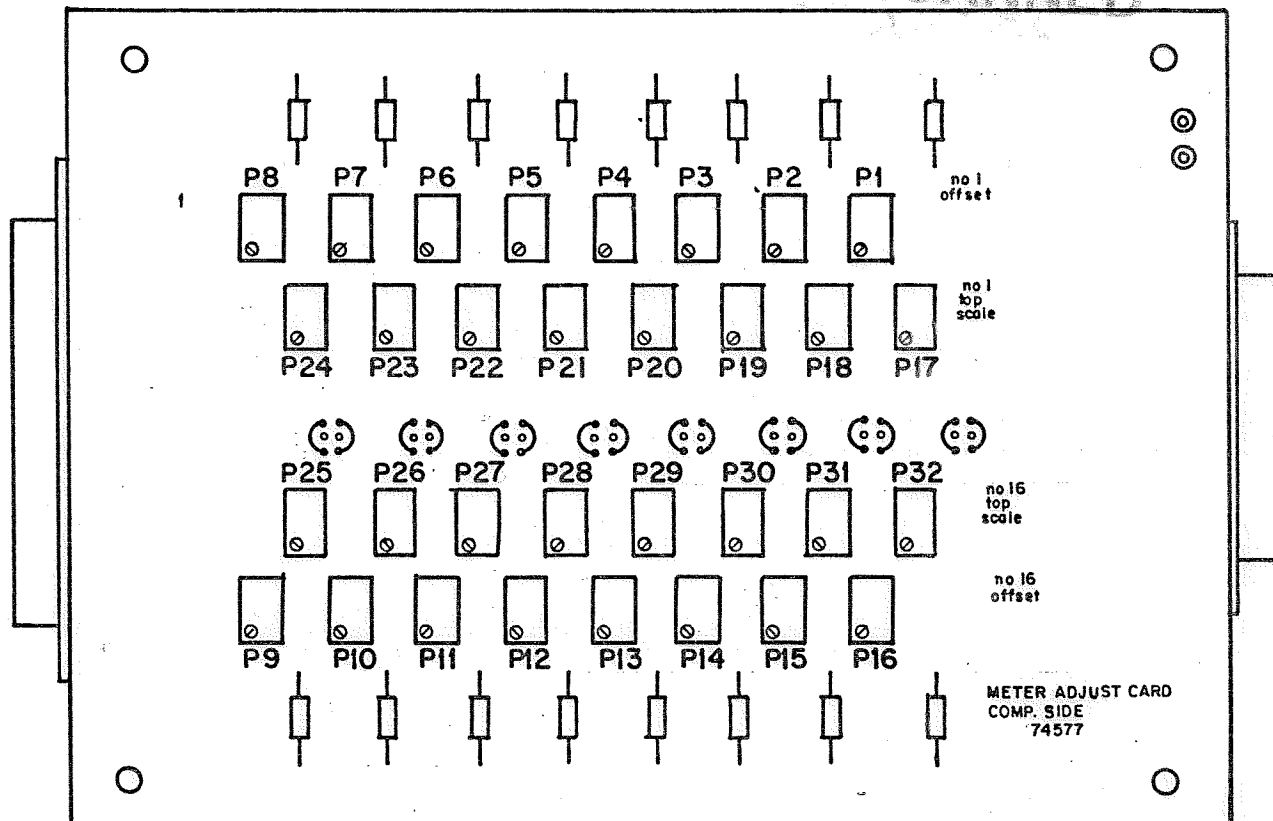 P8 P7 P6 P5 P4 P3 P2 P1
no 1
offset
no 1
top
scale
P24 P23 P22 P21 P20 P19 P18 P17
P25 P26 P27 P28 P29 P30 P31 P32
no 16
top
scale
no 16
offset
P9 P10 P11 P12 P13 P14 P15 P16
METER ADJUST CARD
COMP. SIDE
74577